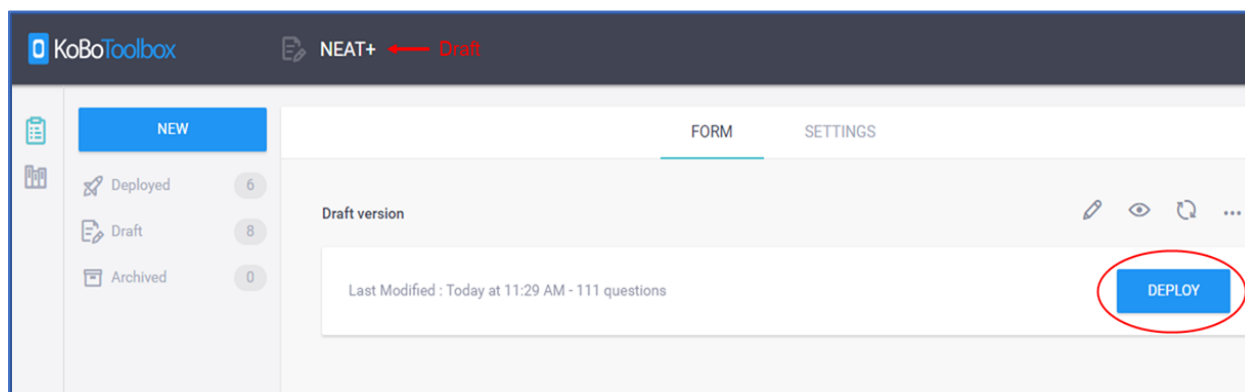 KoBoToolbox
NEAT+ Draft
NEW
FORM SETTINGS
Deployed 6
Draft 8
Archived 0
Draft version
Last Modified : Today at 11:29 AM - 111 questions
DEPLOY